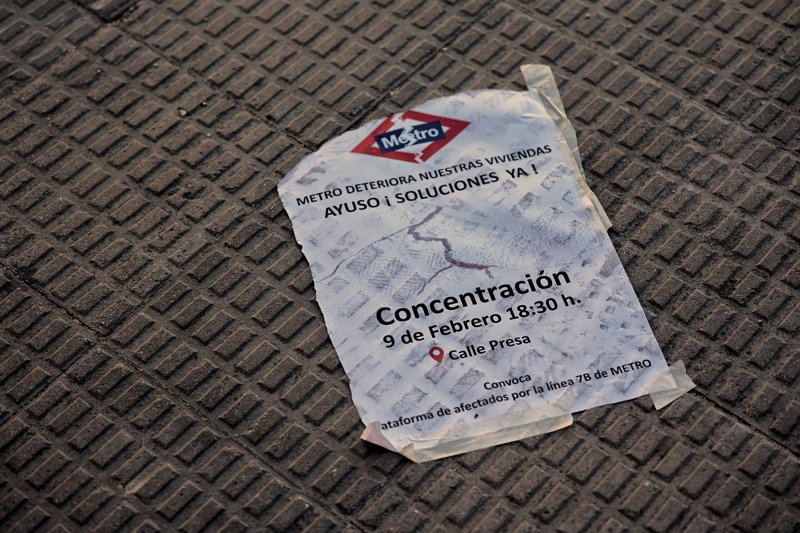 Metro
METRO DETERIORA NUESTRAS VIVIENDAS
AYUSO ¡ SOLUCIONES YA !
Concentración
9 de Febrero 18:30 h.
Calle Presa
Convoca
ataforma de afectados por la línea 7B de METRO